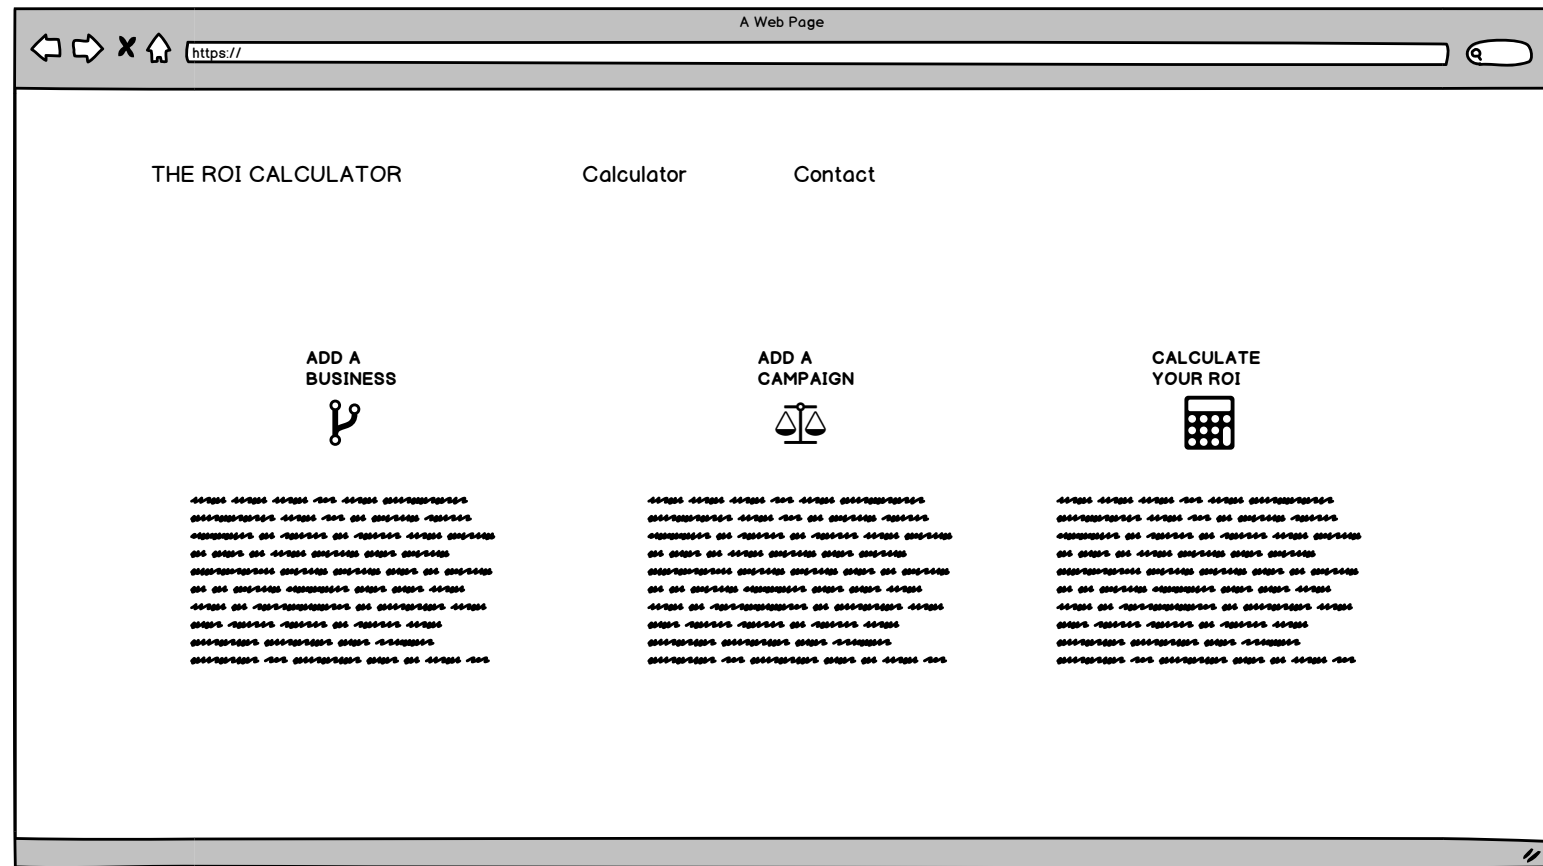 A Web Page
https://
THE ROI CALCULATOR
Calculator
Contact
ADD A
BUSINESS
ADD A
CAMPAIGN
CALCULATE
YOUR ROI